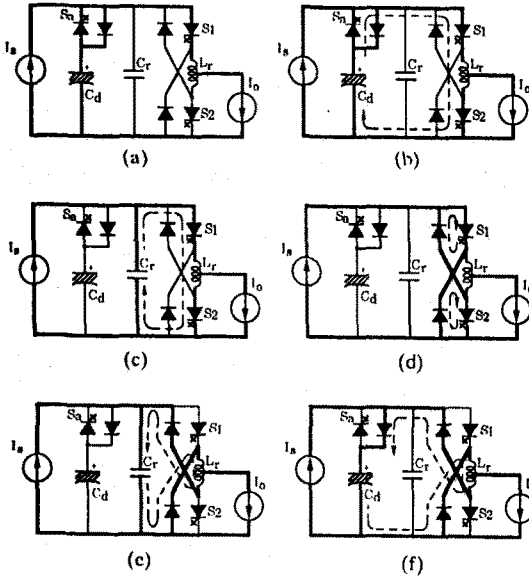 Sa S1
Is Cr Lr Io
Cd S2
(a)
Sa S1
Is Cr Lr Io
Cd S2
(b)
Sa S1
Is Cr Lr Io
Cd S2
(c)
Sa S1
Is Cr Lr
Cd S2
(d)
Sa S1
Is Cr Lr Io
Cd S2
(e)
Sa S1
Is Cr Lr
Cd S2
(f)